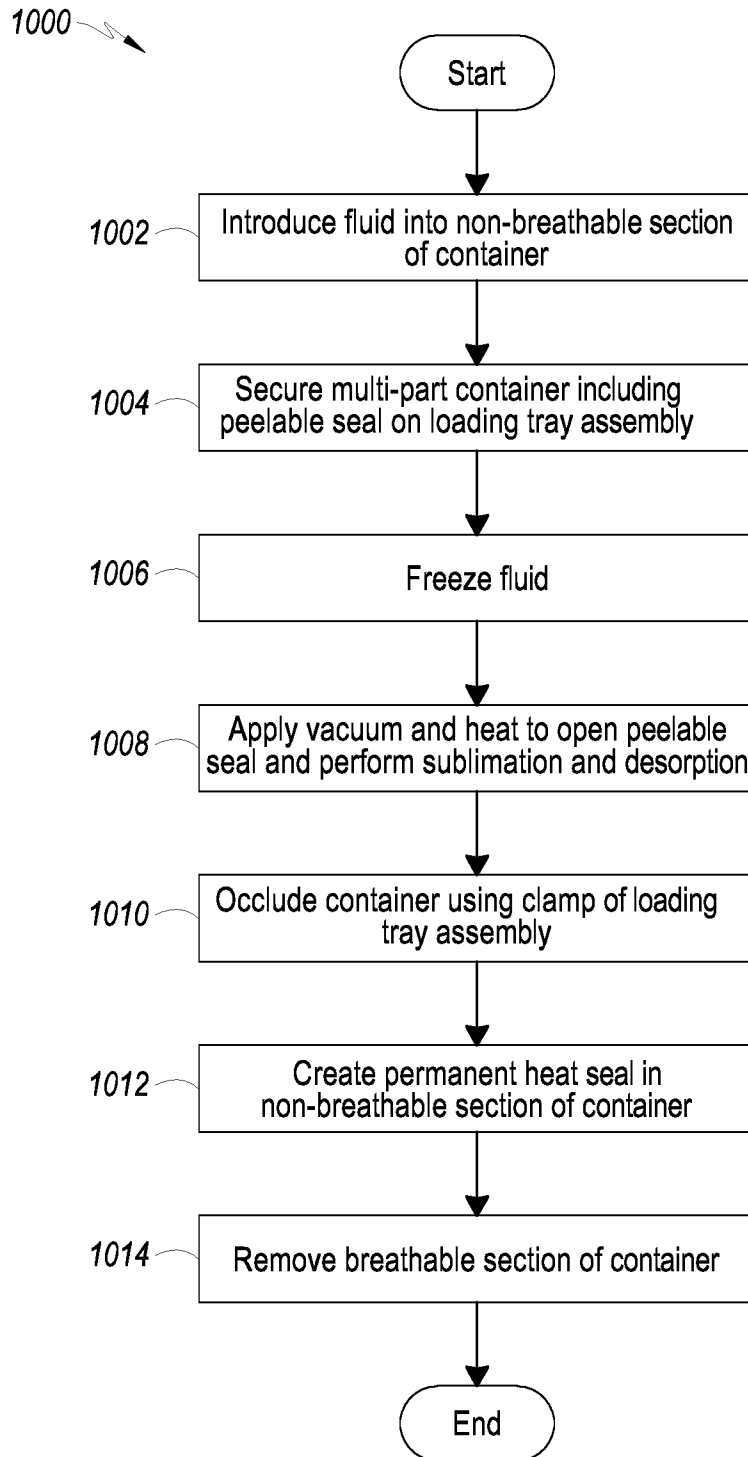 1000
Start
1002
Introduce fluid into non-breathable section
of container
1004
Secure multi-part container including
peelable seal on loading tray assembly
1006
Freeze fluid
1008
Apply vacuum and heat to open peelable
seal and perform sublimation and desorption
1010
Occlude container using clamp of loading
tray assembly
1012
Create permanent heat seal in
non-breathable section of container
1014
Remove breathable section of container
End